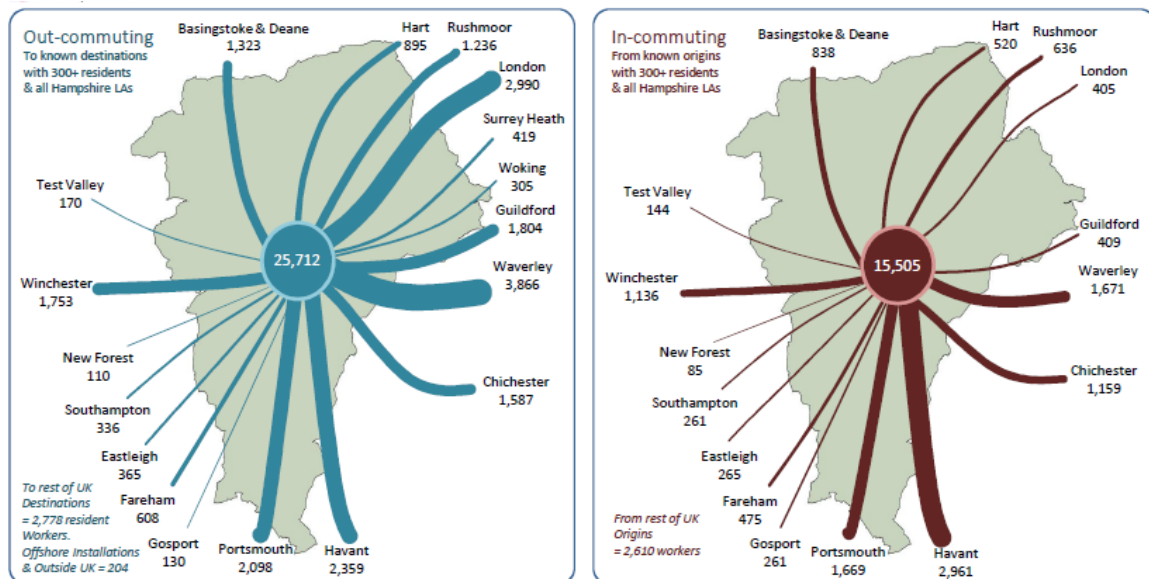 Out-commuting
To known destinations
with 300+ residents
& all Hampshire LAs
Basingstoke & Deane
1,323
Hart
895
Rushmoor
1.236
London
2,990
Surrey Heath
419
Woking
305
Guildford
1,804
Waverley
3,866
Chichester
1,587
Havant
2,359
Portsmouth
2,098
Gosport
130
Fareham
608
Eastleigh
365
Southampton
336
New Forest
110
Winchester
1,753
Test Valley
170
25,712
To rest of UK
Destinations
= 2,778 resident
Workers.
Offshore Installations
& Outside UK = 204
In-commuting
From known origins
with 300+ residents
& all Hampshire LAs
Basingstoke & Deane
838
Hart
520
Rushmoor
636
London
405
Guildford
409
Waverley
1,671
Chichester
1,159
Havant
2,961
Portsmouth
1,669
Gosport
261
Fareham
475
Eastleigh
265
Southampton
261
New Forest
85
Winchester
1,136
Test Valley
144
15,505
From rest of UK
Origins
= 2,610 workers